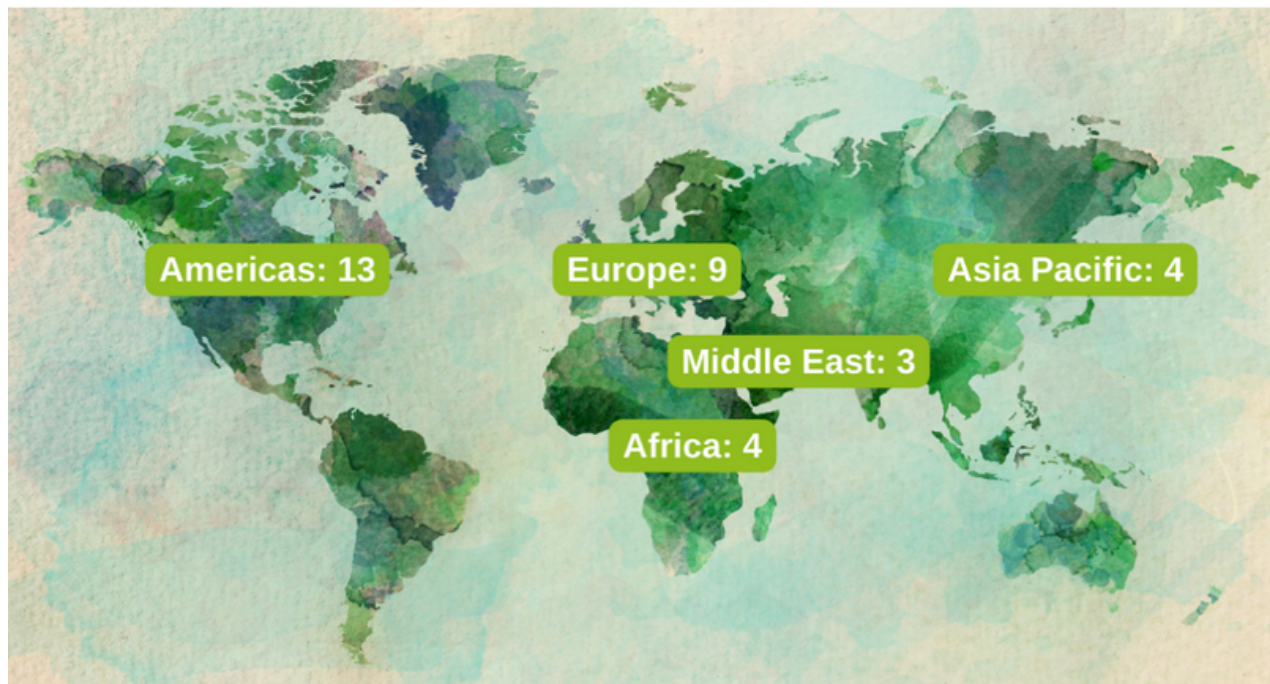 Americas: 13
Europe: 9
Asia Pacific: 4
Middle East: 3
Africa: 4